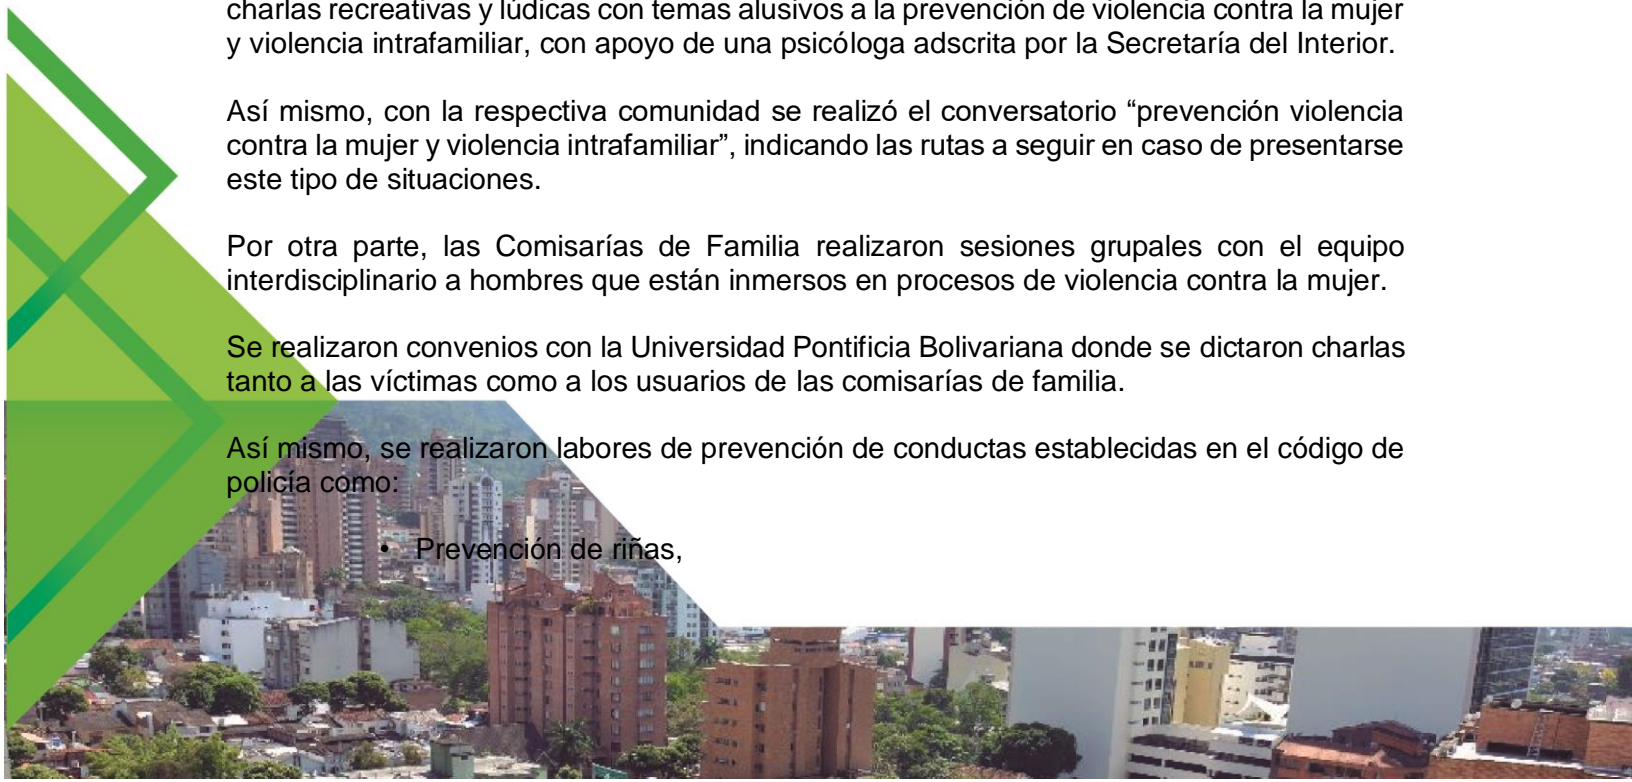 charlas recreativas y lúdicas con temas alusivos a la prevención de violencia contra la mujer
y violencia intrafamiliar, con apoyo de una psicóloga adscrita por la Secretaría del Interior.
Así mismo, con la respectiva comunidad se realizó el conversatorio “prevención violencia
contra la mujer y violencia intrafamiliar”, indicando las rutas a seguir en caso de presentarse
este tipo de situaciones.
Por otra parte, las Comisarías de Familia realizaron sesiones grupales con el equipo
interdisciplinario a hombres que están inmersos en procesos de violencia contra la mujer.
Se realizaron convenios con la Universidad Pontificia Bolivariana donde se dictaron charlas
tanto a las víctimas como a los usuarios de las comisarías de familia.
Así mismo, se realizaron labores de prevención de conductas establecidas en el código de
policía como:
• Prevención de riñas,